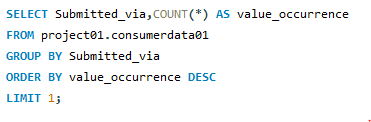 SELECT Submitted_via,COUNT(*) AS value_occurrence
FROM project01.consumerdata01
GROUP BY Submitted_via
ORDER BY value_occurrence DESC
LIMIT 1;